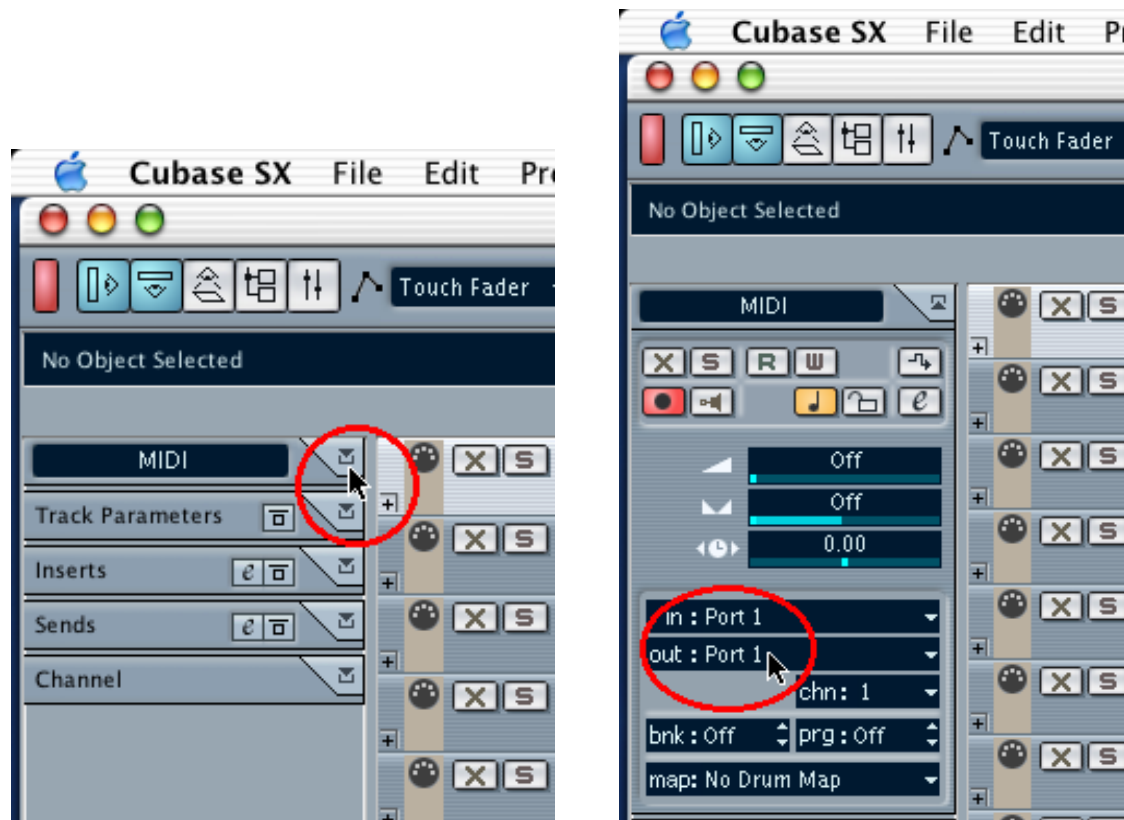 Cubase SX File Edit Pr
Touch Fader
No Object Selected
MIDI
X S
Track Parameters
X S
Inserts e
Sends e
X S
Channel
X S
X S
Cubase SX File Edit P
Touch Fader
No Object Selected
MIDI
X S
X S R W
X S
e
Off
X S
Off
0.00
X S
in : Port 1
X S
out : Port 1
chn: 1
X S
bnk : Off prg : Off
X S
map: No Drum Map